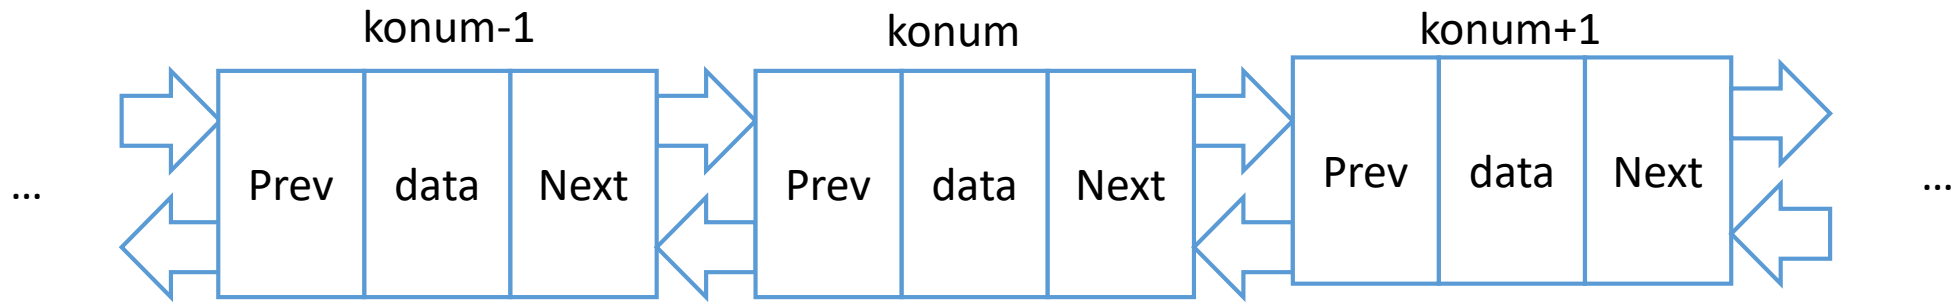 konum-1 konum konum+1
... Prev data Next Prev data Next Prev data Next ...